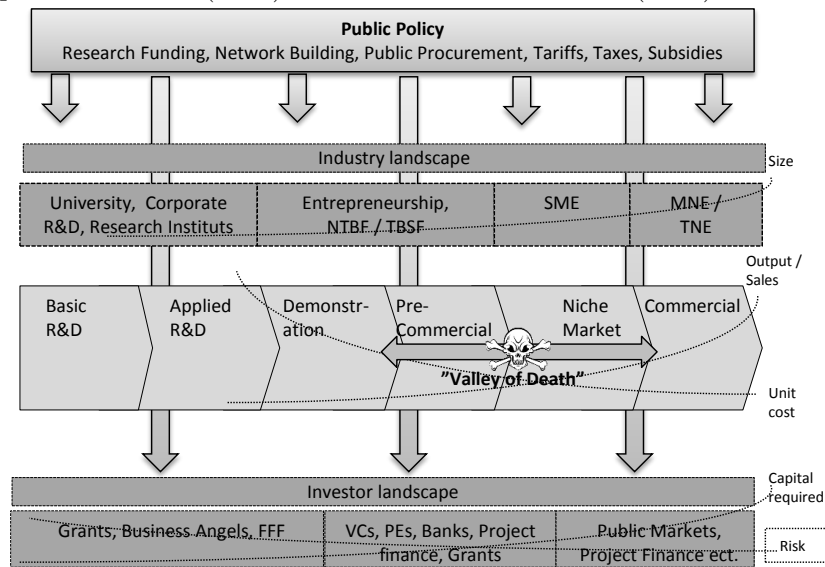 Public Policy
Research Funding, Network Building, Public Procurement, Tariffs, Taxes, Subsidies
Industry landscape
Size
University, Corporate
R&D, Research Instituts
Entrepreneurship,
NTBF / TBSF
SME
MNE /
TNE
Output /
Sales
Basic
R&D
Applied
R&D
Demonstr-
ation
Pre-
Commercial
Niche
Market
Commercial
”Valley of Death”
Unit
cost
Capital
required
Investor landscape
Grants, Business Angels, FFF
VCs, PEs, Banks, Project
finance, Grants
Public Markets,
Project Finance ect.
Risk